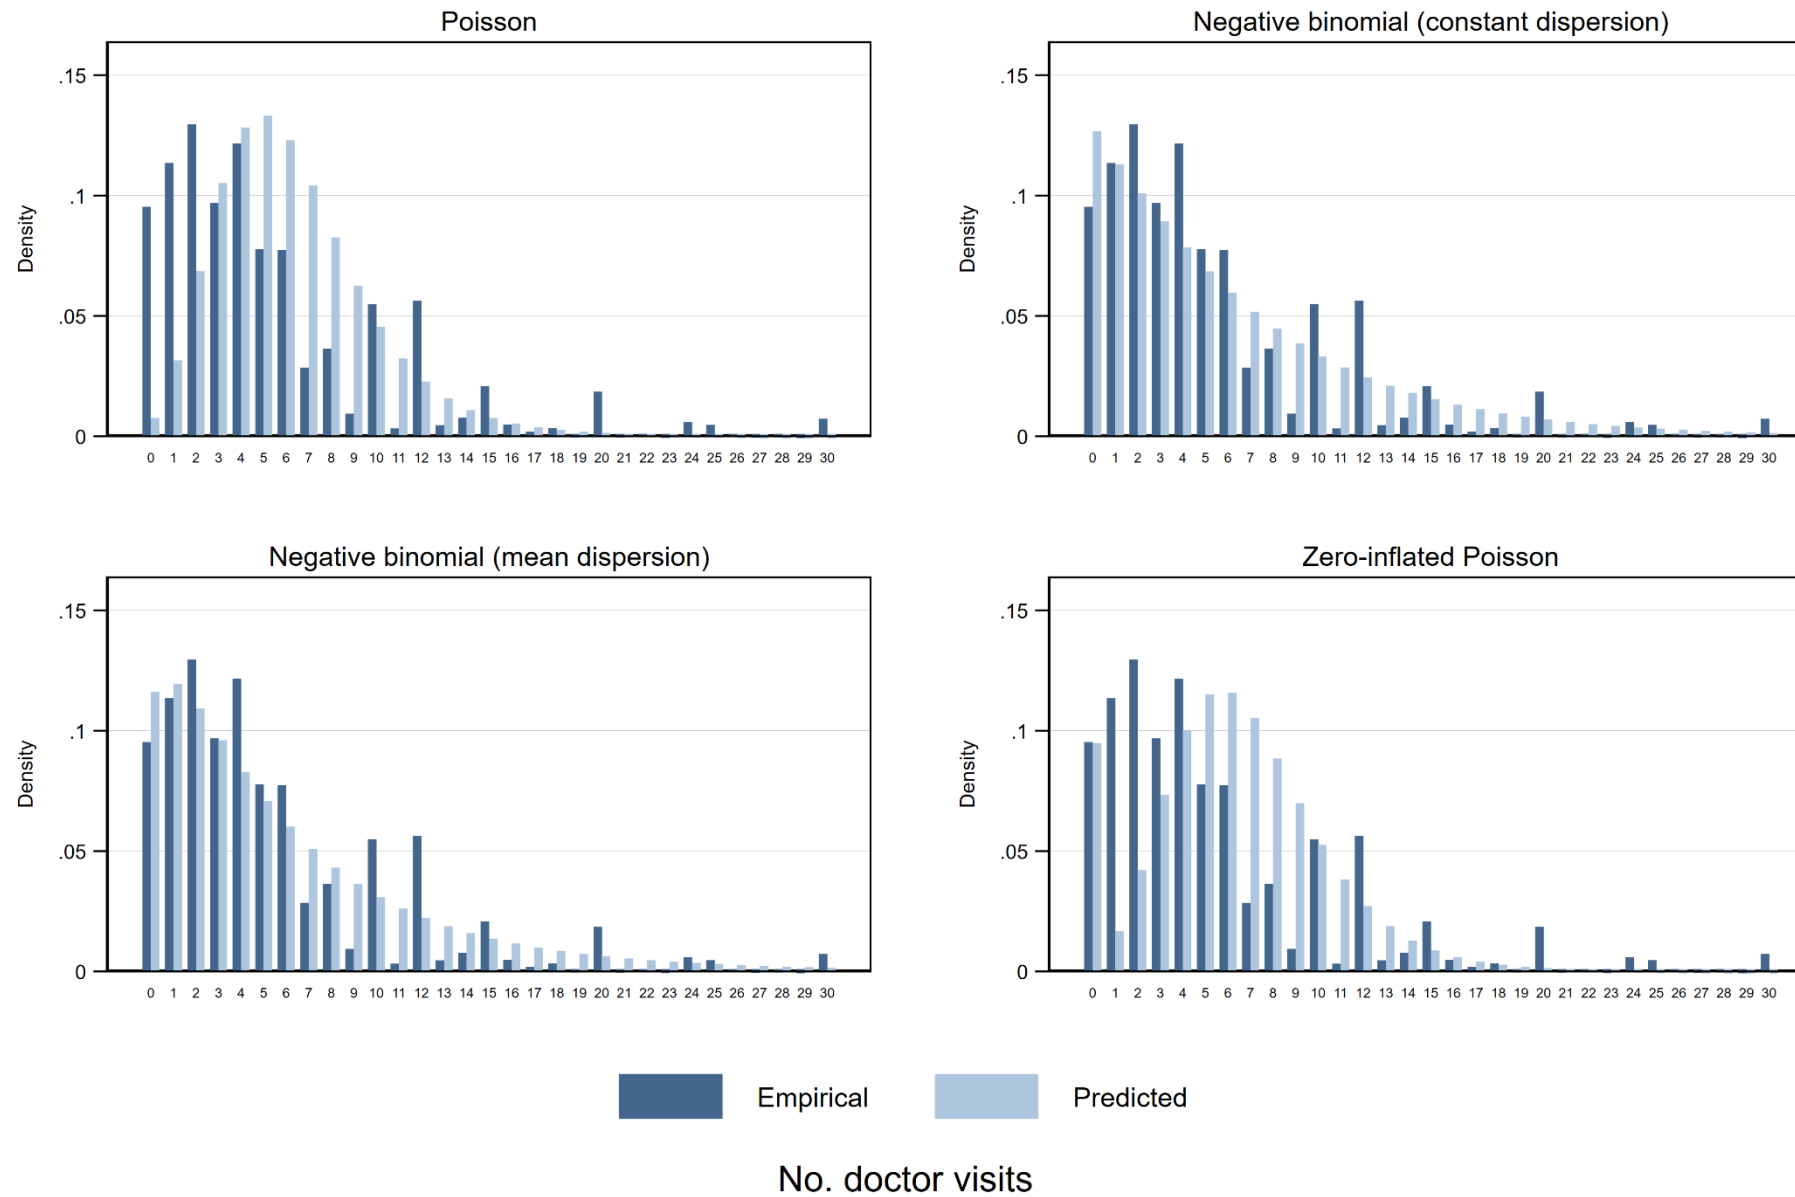 Poisson
Density
.15
.1
.05
0
0 1 2 3 4 5 6 7 8 9 10 11 12 13 14 15 16 17 18 19 20 21 22 23 24 25 26 27 28 29 30
Negative binomial (constant dispersion)
Density
.15
.1
.05
0
0 1 2 3 4 5 6 7 8 9 10 11 12 13 14 15 16 17 18 19 20 21 22 23 24 25 26 27 28 29 30
Negative binomial (mean dispersion)
Density
.15
.1
.05
0
0 1 2 3 4 5 6 7 8 9 10 11 12 13 14 15 16 17 18 19 20 21 22 23 24 25 26 27 28 29 30
Zero-inflated Poisson
Density
.15
.1
.05
0
0 1 2 3 4 5 6 7 8 9 10 11 12 13 14 15 16 17 18 19 20 21 22 23 24 25 26 27 28 29 30
Empirical
Predicted
No. doctor visits